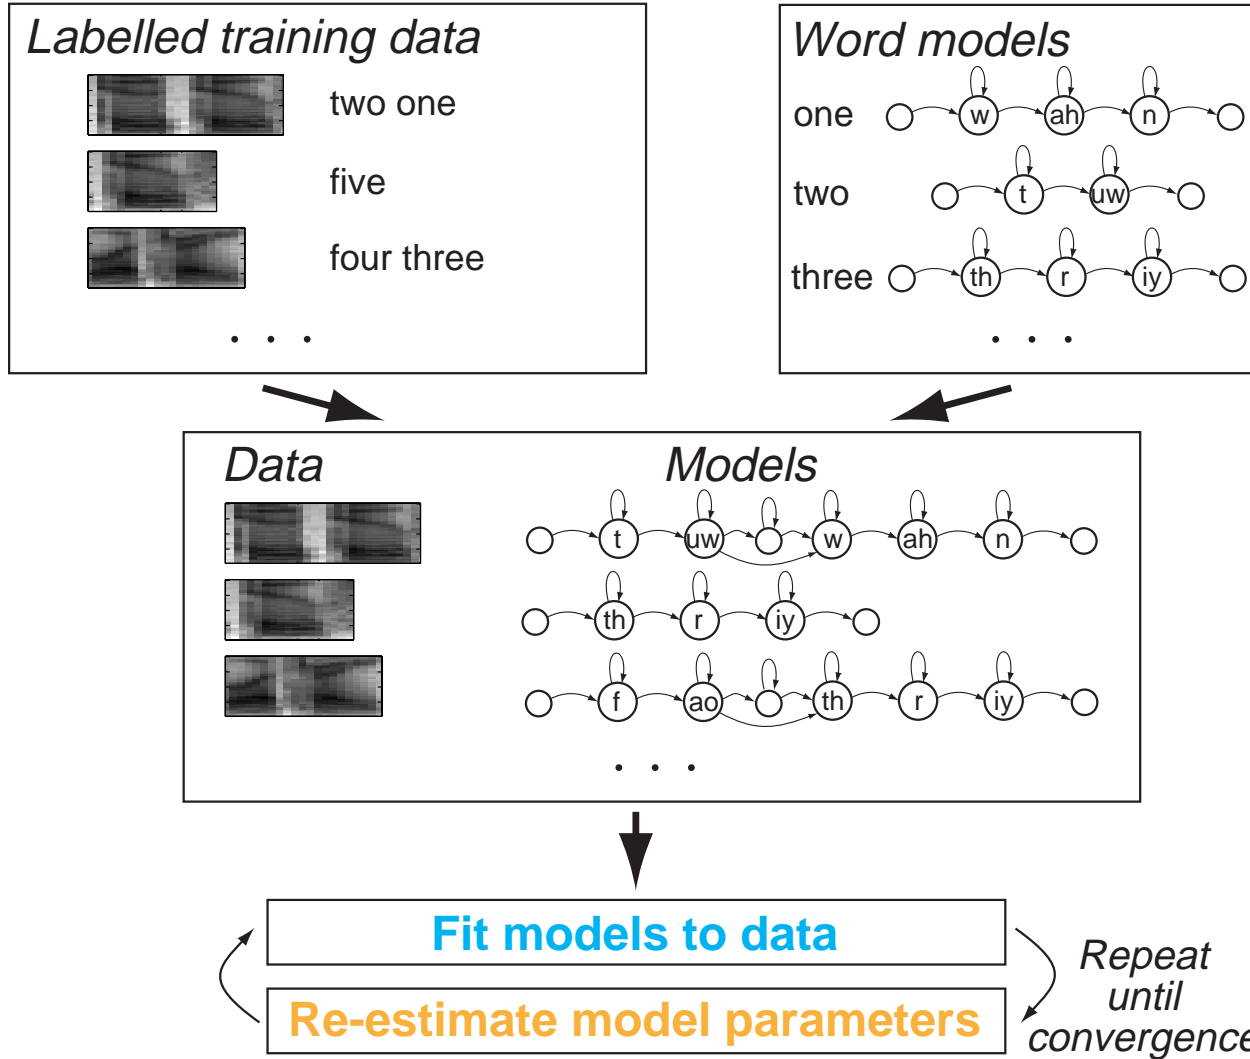 Labelled training data
two one
five
four three
. . .
Word models
one w ah n
two t uw
three th r iy
. . .
Data
Models
t uw w ah n
th r iy
f ao th r iy
. . .
Fit models to data
Re-estimate model parameters
Repeat
until
convergence